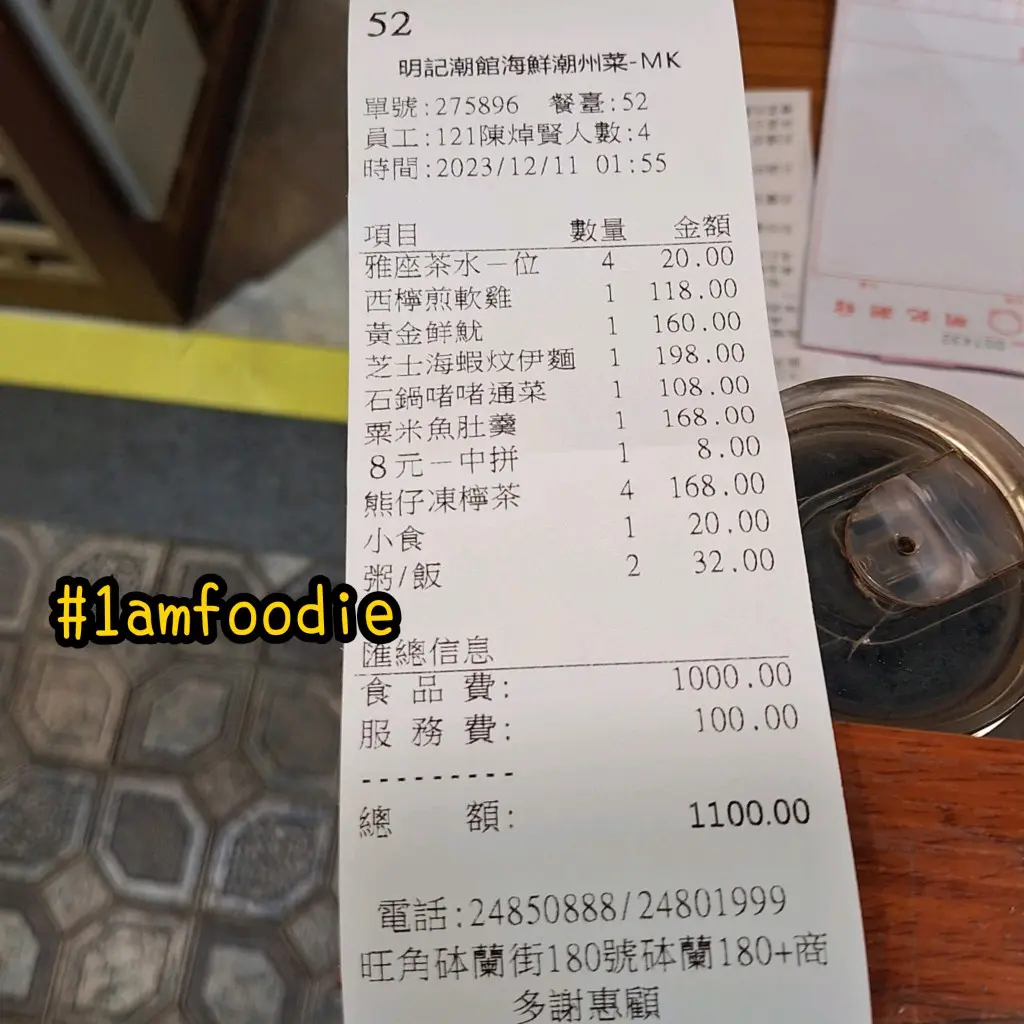 52
明記潮館海鮮潮州菜-MK
單號:275896 餐臺:52
員工:121陳焯賢人數:4
時間:2023/12/11 01:55
項目 數量 金額
雅座茶水一位 4 20.00
西檸煎軟雞 1 118.00
黃金鮮魷 1 160.00
芝士海蝦炆伊麵 1 198.00
石鍋啫啫通菜 1 108.00
粟米魚肚羹 1 168.00
8元一中拼 1 8.00
熊仔凍檸茶 4 168.00
小食 1 20.00
粥/飯 2 32.00
#1amfoodie
匯總信息
食品費: 1000.00
服務費: 100.00
---------
總額: 1100.00
電話:24850888/24801999
旺角砵蘭街180號砵蘭180+商
多謝惠顧